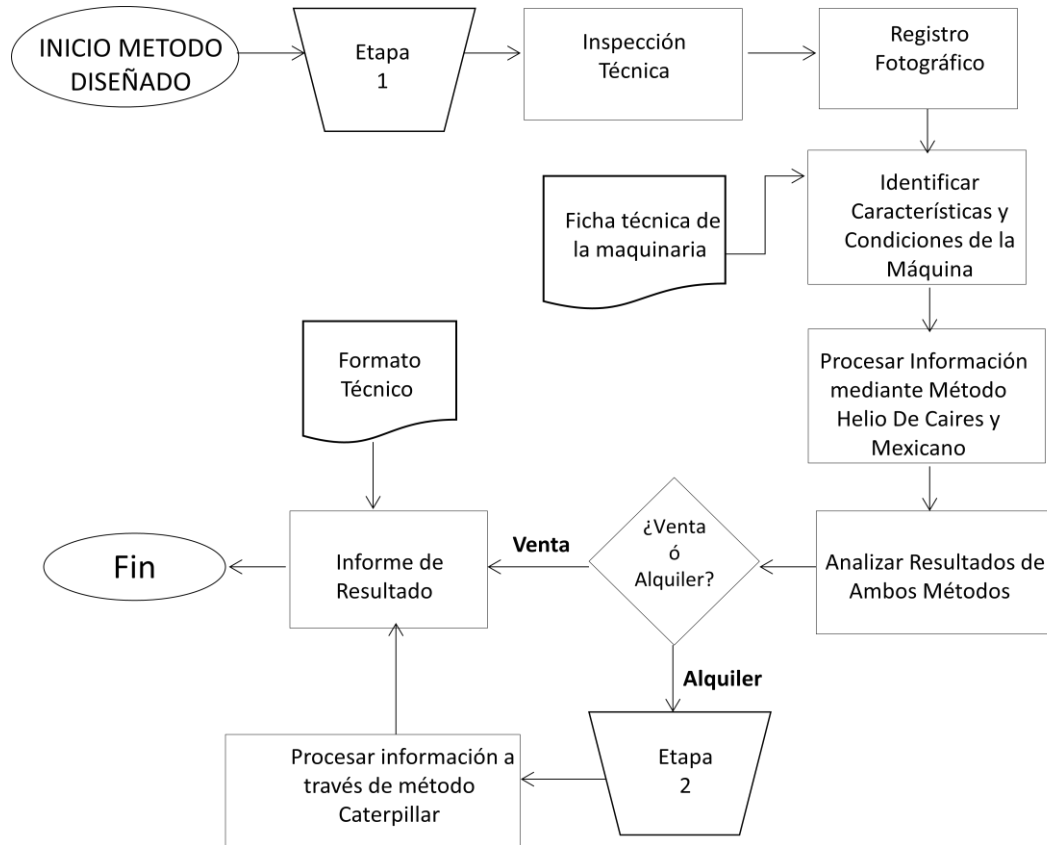 INICIO METODO
DISEÑADO
Etapa
1
Inspección
Técnica
Registro
Fotográfico
Identificar
Características y
Condiciones de la
Máquina
Ficha técnica de
la maquinaria
Procesar Información
mediante Método
Helio De Caires y
Mexicano
Formato
Técnico
Analizar Resultados de
Ambos Métodos
¿Venta
ó
Alquiler?
Venta
Informe de
Resultado
Fin
Alquiler
Etapa
2
Procesar información a
través de método
Caterpillar